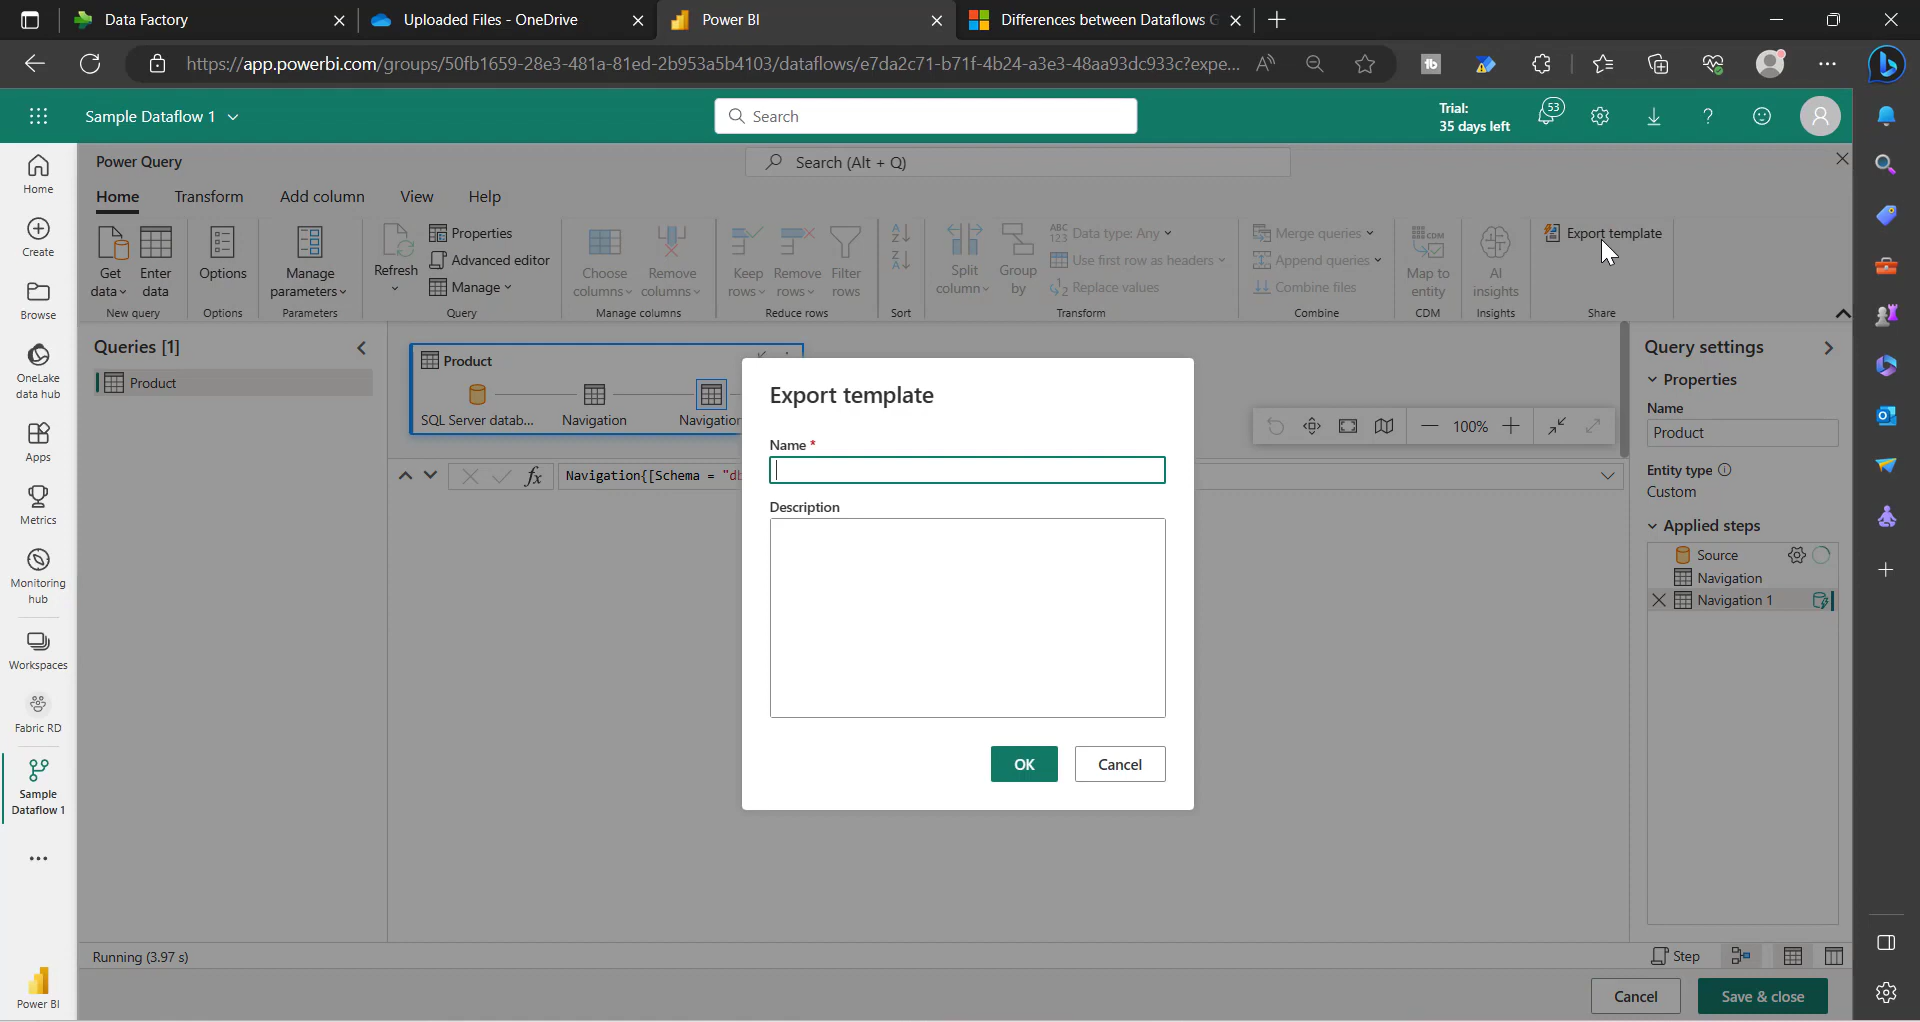 Data Factory
Uploaded Files - OneDrive
Power BI
Differences between Dataflows
https://app.powerbi.com/groups/50fb1659-28e3-481a-81ed-2b953a5b4103/dataflows/e7da2c71-b71f-4b24-a3e3-48aa93dc933c?expe...
Sample Dataflow 1
Search
Trial:
35 days left
53
Power Query
Search (Alt + Q)
Home
Transform
Add column
View
Help
Get data
Enter data
New query
Options
Options
Manage parameters
Parameters
Refresh
Properties
Advanced editor
Manage
Query
Choose columns
Remove columns
Manage columns
Keep rows
Remove rows
Filter rows
Reduce rows
Sort
Split column
Group by
Data type: Any
Use first row as headers
Replace values
Transform
Merge queries
Append queries
Combine files
Combine
Map to entity
CDM
AI insights
Insights
Export template
Share
Home
Create
Browse
OneLake data hub
Apps
Metrics
Monitoring hub
Workspaces
Fabric RD
Sample Dataflow 1
Power BI
Queries [1]
Product
Product
SQL Server datab...
Navigation
Navigation
100%
fx
Navigation{[Schema = "db
Export template
Name *
Description
OK
Cancel
Query settings
Properties
Name
Product
Entity type
Custom
Applied steps
Source
Navigation
Navigation 1
Running (3.97 s)
Step
Cancel
Save & close